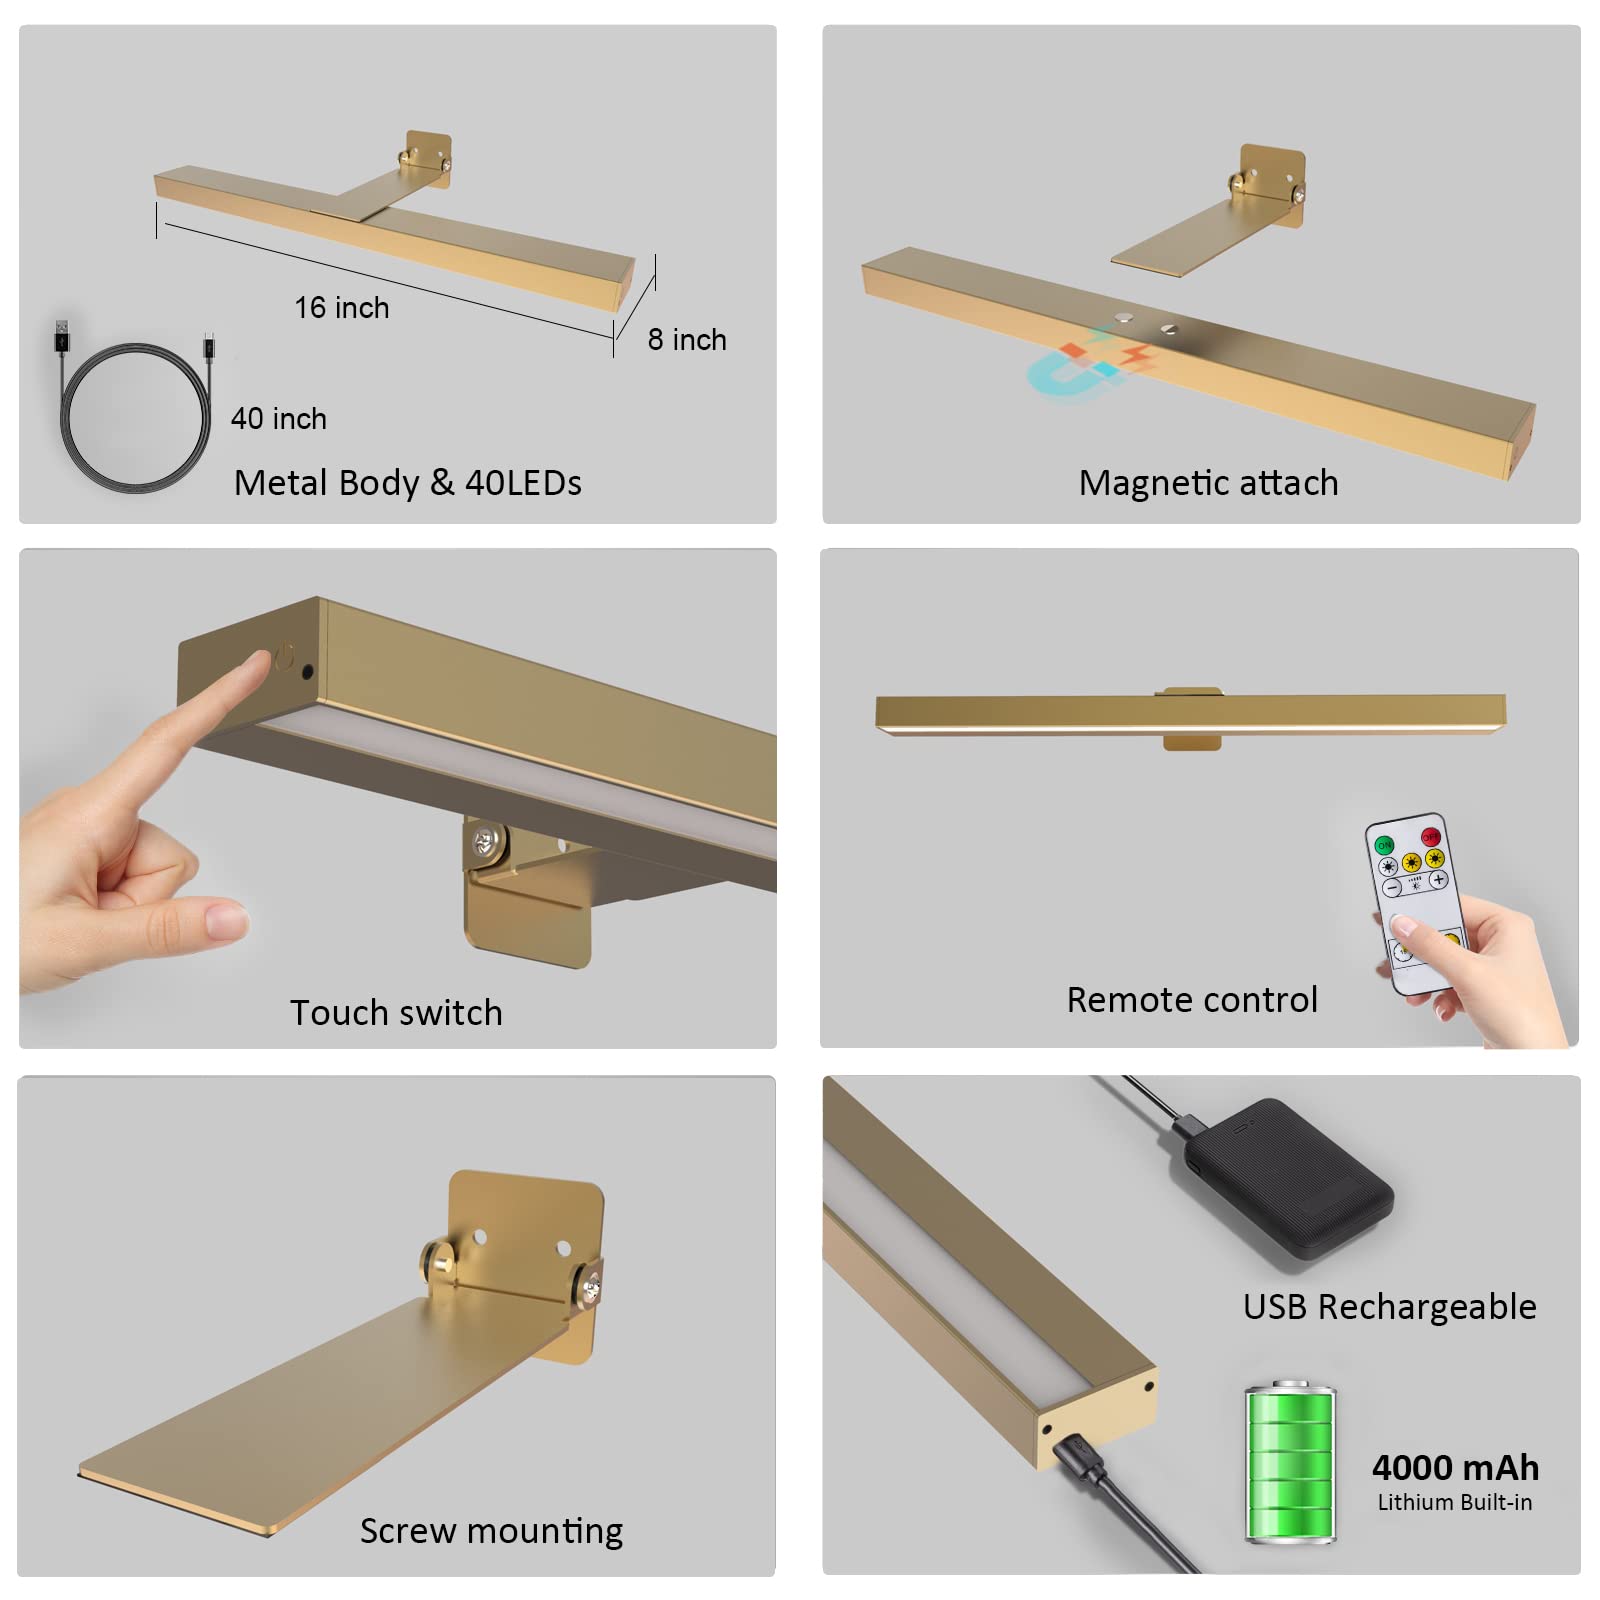 16 inch
8 inch
40 inch
Metal Body & 40LEDs
Magnetic attach
Touch switch
Remote control
ON
OFF
Screw mounting
USB Rechargeable
4000 mAh
Lithium Built-in